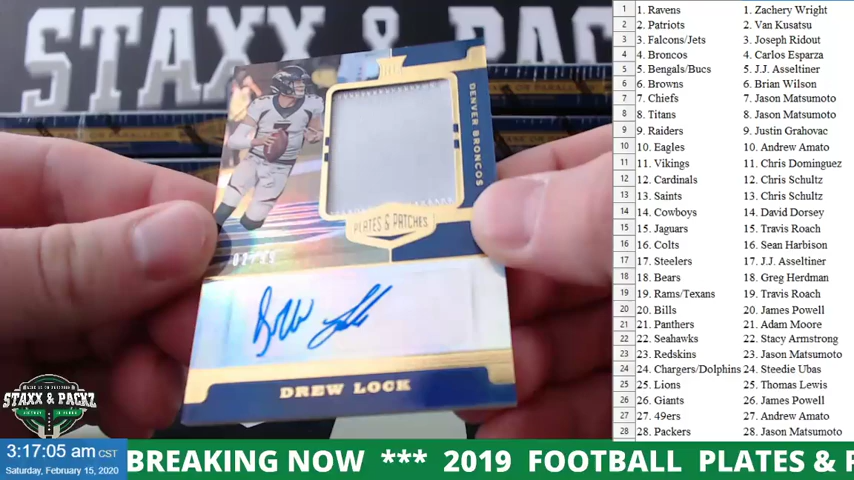 STAXX & PACKZ
DENVER BRONCOS
PLATES & PATCHES
02/99
Drew Lock
DREW LOCK
STAXX & PACKZ
3:17:05 am CST
Saturday, February 15, 2020
BREAKING NOW *** 2019 FOOTBALL PLATES & P
1 1. Ravens 1. Zachery Wright
2 2. Patriots 2. Van Kusatsu
3 3. Falcons/Jets 3. Joseph Ridout
4 4. Broncos 4. Carlos Esparza
5 5. Bengals/Bucs 5. J.J. Asseltiner
6 6. Browns 6. Brian Wilson
7 7. Chiefs 7. Jason Matsumoto
8 8. Titans 8. Jason Matsumoto
9 9. Raiders 9. Justin Grahovac
10 10. Eagles 10. Andrew Amato
11 11. Vikings 11. Chris Dominguez
12 12. Cardinals 12. Chris Schultz
13 13. Saints 13. Chris Schultz
14 14. Cowboys 14. David Dorsey
15 15. Jaguars 15. Travis Roach
16 16. Colts 16. Sean Harbison
17 17. Steelers 17. J.J. Asseltiner
18 18. Bears 18. Greg Herdman
19 19. Rams/Texans 19. Travis Roach
20 20. Bills 20. James Powell
21 21. Panthers 21. Adam Moore
22 22. Seahawks 22. Stacy Armstrong
23 23. Redskins 23. Jason Matsumoto
24 24. Chargers/Dolphins 24. Steedie Ubas
25 25. Lions 25. Thomas Lewis
26 26. Giants 26. James Powell
27 27. 49ers 27. Andrew Amato
28 28. Packers 28. Jason Matsumoto